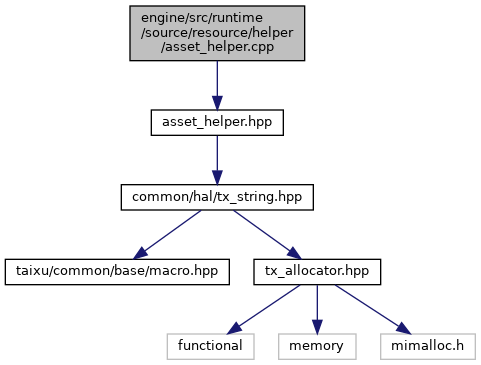 engine/src/runtime
/source/resource/helper
/asset_helper.cpp
asset_helper.hpp
common/hal/tx_string.hpp
taixu/common/base/macro.hpp
tx_allocator.hpp
functional
memory
mimalloc.h